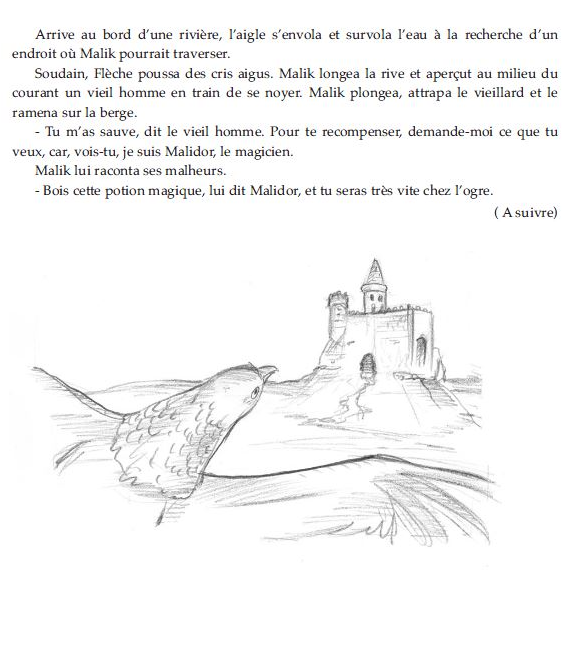 Arrive au bord d'une rivière, l'aigle s'envola et survola l'eau à la recherche d'un
endroit où Malik pourrait traverser.
Soudain, Flèche poussa des cris aigus. Malik longea la rive et aperçut au milieu du
courant un vieil homme en train de se noyer. Malik plongea, attrapa le vieillard et le
ramena sur la berge.
- Tu m'as sauve, dit le vieil homme. Pour te recompenser, demande-moi ce que tu
veux, car, vois-tu, je suis Malidor, le magicien.
Malik lui raconta ses malheurs.
- Bois cette potion magique, lui dit Malidor, et tu seras très vite chez l'ogre.
( A suivre)